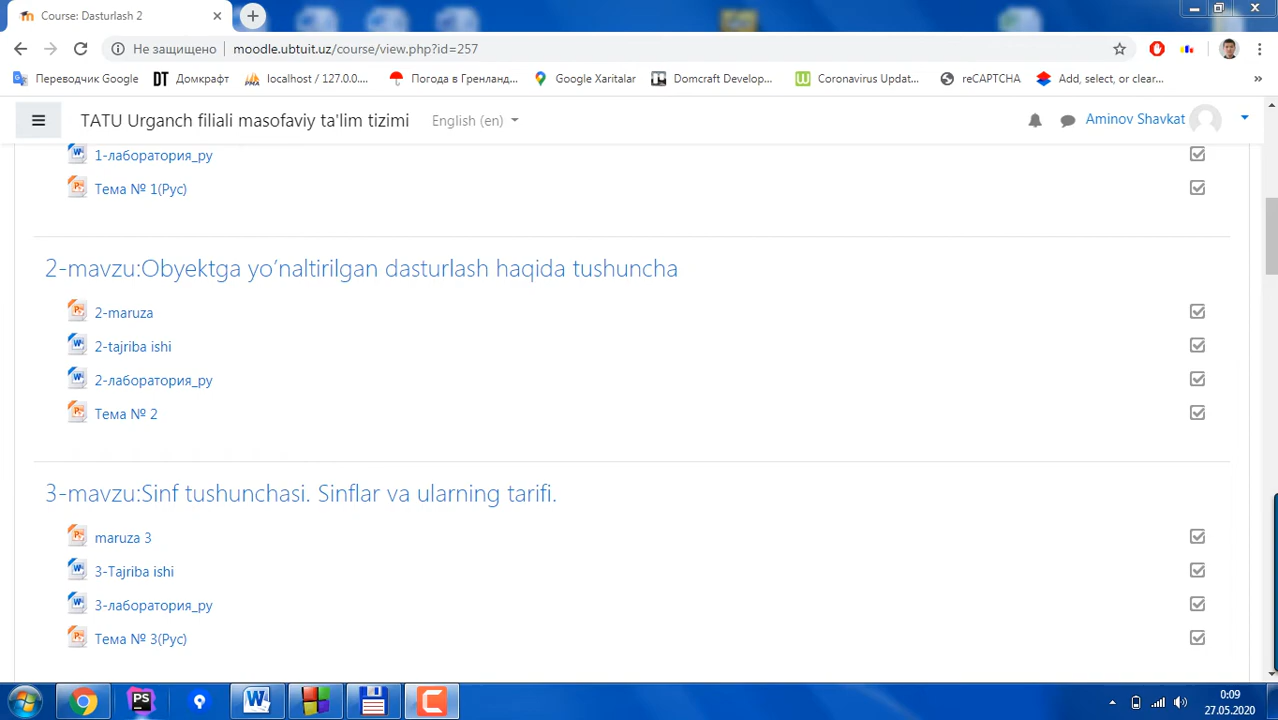 Course: Dasturlash 2
Не защищено
moodle.ubtuit.uz/course/view.php?id=257
Переводчик Google
DT Домкрафт
localhost / 127.0.0....
Погода в Гренланд...
Google Xaritalar
Domcraft Develop...
Coronavirus Updat...
reCAPTCHA
Add, select, or clear...
»
TATU Urganch filiali masofaviy ta'lim tizimi
English (en)
Aminov Shavkat
1-лаборатория_ру
Тема № 1(Рус)
2-mavzu:Obyektga yo‘naltirilgan dasturlash haqida tushuncha
2-maruza
2-tajriba ishi
2-лаборатория_ру
Тема № 2
3-mavzu:Sinf tushunchasi. Sinflar va ularning tarifi.
maruza 3
3-Tajriba ishi
3-лаборатория_ру
Тема № 3(Рус)
0:09
27.05.2020